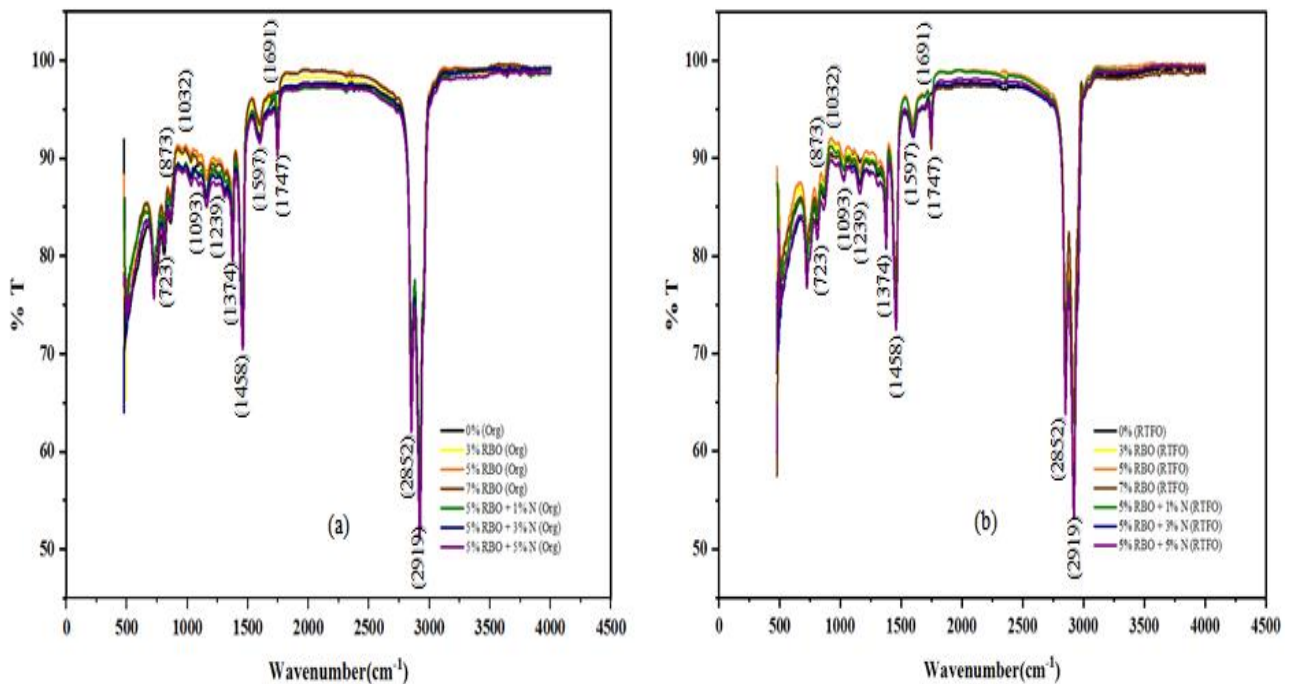 100
90
80
70
60
50
% T
(723)
(873)
(1032)
(1093)
(1239)
(1374)
(1458)
(1597)
(1691)
(1747)
(2852)
(2919)
0% (Org)
3% RBO (Org)
5% RBO (Org)
7% RBO (Org)
5% RBO + 1% N (Org)
5% RBO + 3% N (Org)
5% RBO + 5% N (Org)
(a)
0 500 1000 1500 2000 2500 3000 3500 4000 4500
Wavenumber(cm⁻¹)
100
90
80
70
60
50
% T
(723)
(873)
(1032)
(1093)
(1239)
(1374)
(1458)
(1597)
(1691)
(1747)
(2852)
(2919)
0% (RTFO)
3% RBO (RTFO)
5% RBO (RTFO)
7% RBO (RTFO)
5% RBO + 1% N (RTFO)
5% RBO + 3% N (RTFO)
5% RBO + 5% N (RTFO)
(b)
0 500 1000 1500 2000 2500 3000 3500 4000 4500
Wavenumber(cm⁻¹)